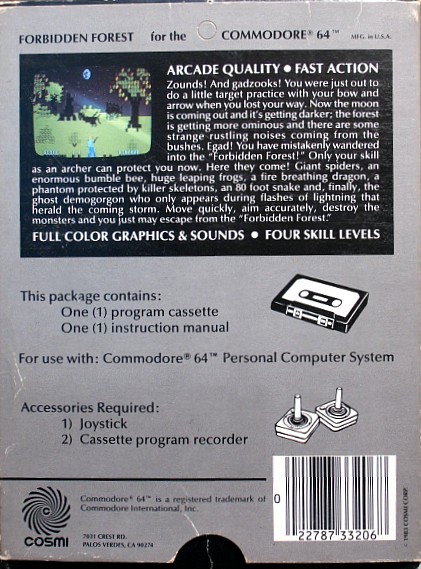 FORBIDDEN FOREST for the COMMODORE® 64™ MFG. in U.S.A.
ARCADE QUALITY ● FAST ACTION
Zounds! And gadzooks! You were just out to
do a little target practice with your bow and
arrow when you lost your way. Now the moon
is coming out and it's getting darker; the forest
is getting more ominous and there are some
strange rustling noises coming from the
bushes. Egad! You have mistakenly wandered
into the "Forbidden Forest!" Only your skill
as an archer can protect you now. Here they come! Giant spiders, an
enormous bumble bee, huge leaping frogs, a fire breathing dragon, a
phantom protected by killer skeletons, an 80 foot snake and, finally, the
ghost demogorgon who only appears during flashes of lightning that
herald the coming storm. Move quickly, aim accurately, destroy the
monsters and you just may escape from the "Forbidden Forest."
FULL COLOR GRAPHICS & SOUNDS ● FOUR SKILL LEVELS
This package contains:
One (1) program cassette
One (1) instruction manual
For use with: Commodore® 64™ Personal Computer System
Accessories Required:
1) Joystick
2) Cassette program recorder
Commodore® 64™ is a registered trademark of
Commodore International, Inc.
COSMI
7831 CREST RD.
PALOS VERDES, CA 90274
0 22787 33206
©1983 COSMI CORP.